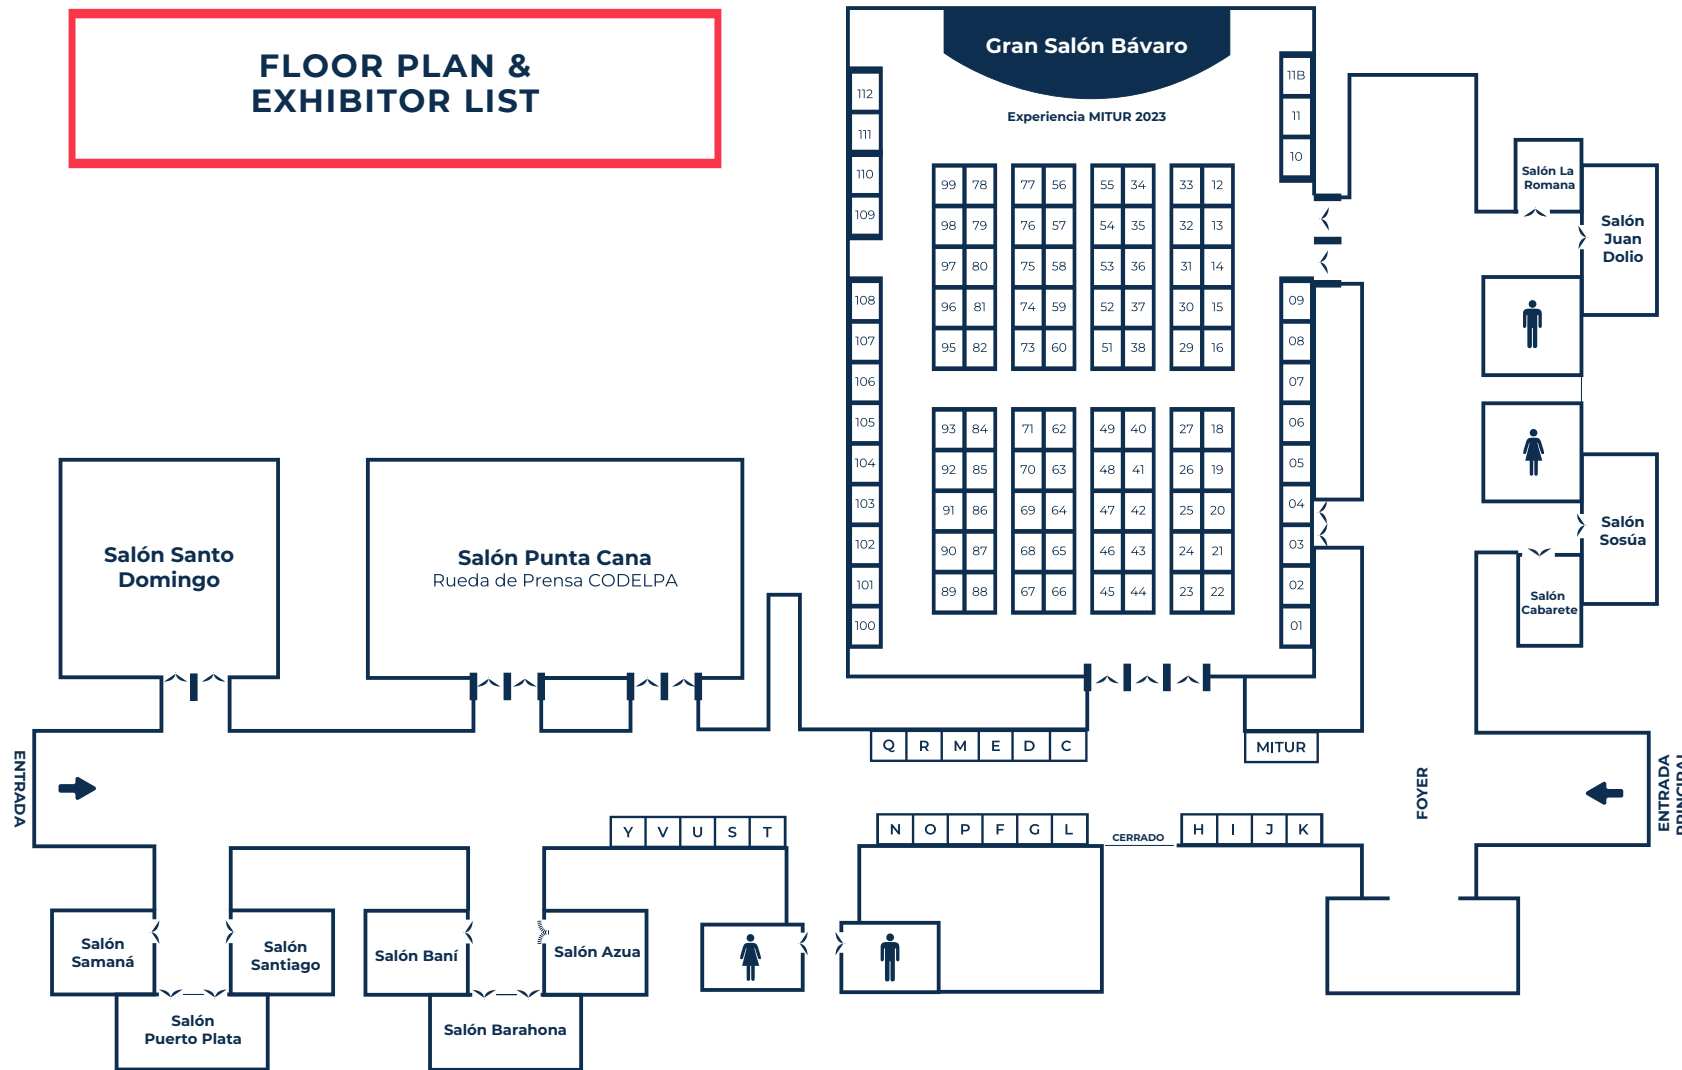 FLOOR PLAN &
EXHIBITOR LIST
Gran Salón Bávaro
Experiencia MITUR 2023
112
111
110
109
108
107
106
105
104
103
102
101
100
99 78 77 56 55 34 33 12
98 79 76 57 54 35 32 13
97 80 75 58 53 36 31 14
96 81 74 59 52 37 30 15
95 82 73 60 51 38 29 16
93 84 71 62 49 40 27 18
92 85 70 63 48 41 26 19
91 86 69 64 47 42 25 20
90 87 68 65 46 43 24 21
89 88 67 66 45 44 23 22
11B
11
10
09
08
07
06
05
04
03
02
01
Salón La
Romana
Salón
Juan
Dolio
Salón
Sosúa
Salón
Cabarete
Salón Santo
Domingo
Salón Punta Cana
Rueda de Prensa CODELPA
Q R M E D C
MITUR
ENTRADA
FOYER
ENTRADA
PRINCIPAL
Y V U S T
N O P F G L
CERRADO
H I J K
Salón
Samaná
Salón
Santiago
Salón
Puerto Plata
Salón Baní
Salón Azua
Salón Barahona